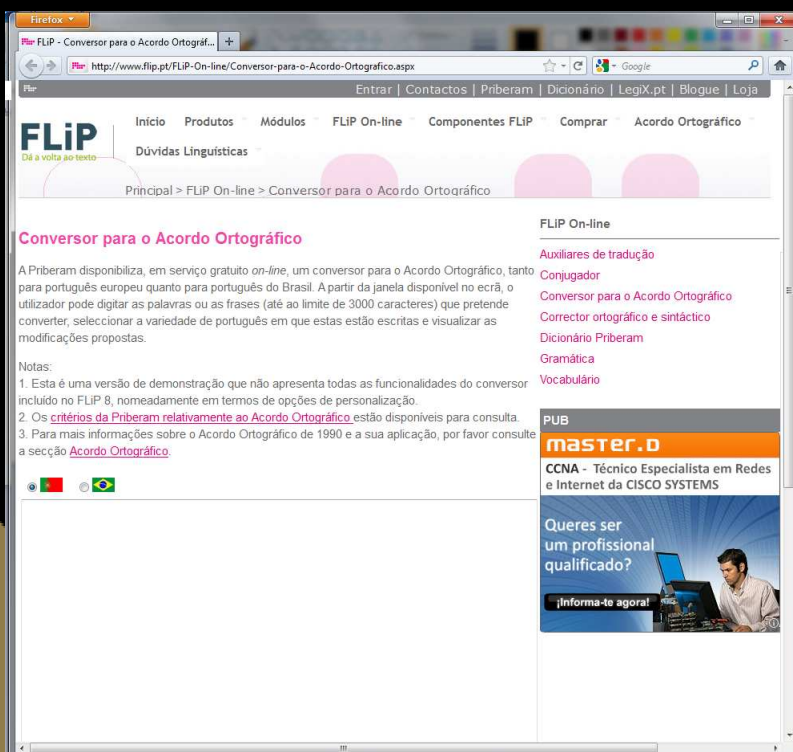 Firefox
FLiP - Conversor para o Acordo Ortográf...
http://www.flip.pt/FLiP-On-line/Conversor-para-o-Acordo-Ortografico.aspx
Google
Entrar | Contactos | Priberam | Dicionário | LegiX.pt | Blogue | Loja
FLiP
Dá a volta ao texto
Início Produtos Módulos FLiP On-line Componentes FLiP Comprar Acordo Ortográfico
Dúvidas Linguísticas
Principal > FLiP On-line > Conversor para o Acordo Ortográfico
Conversor para o Acordo Ortográfico
A Priberam disponibiliza, em serviço gratuito on-line, um conversor para o Acordo Ortográfico, tanto
para português europeu quanto para português do Brasil. A partir da janela disponível no ecrã, o
utilizador pode digitar as palavras ou as frases (até ao limite de 3000 caracteres) que pretende
converter, seleccionar a variedade de português em que estas estão escritas e visualizar as
modificações propostas.
Notas:
1. Esta é uma versão de demonstração que não apresenta todas as funcionalidades do conversor
incluído no FLiP 8, nomeadamente em termos de opções de personalização.
2. Os critérios da Priberam relativamente ao Acordo Ortográfico estão disponíveis para consulta.
3. Para mais informações sobre o Acordo Ortográfico de 1990 e a sua aplicação, por favor consulte
a secção Acordo Ortográfico.
FLiP On-line
Auxiliares de tradução
Conjugador
Conversor para o Acordo Ortográfico
Corrector ortográfico e sintáctico
Dicionário Priberam
Gramática
Vocabulário
PUB
master.D
CCNA - Técnico Especialista em Redes
e Internet da CISCO SYSTEMS
Queres ser
um profissional
qualificado?
¡Informa-te agora!